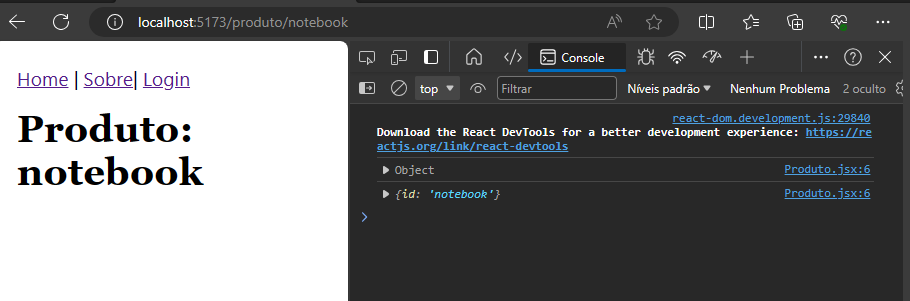 localhost:5173/produto/notebook
Home | Sobre| Login
Produto:
notebook
Console
top
Filtrar
Níveis padrão
Nenhum Problema
2 oculto
react-dom.development.js:29840
Download the React DevTools for a better development experience: https://re
actjs.org/link/react-devtools
Object
Produto.jsx:6
{id: 'notebook'}
Produto.jsx:6